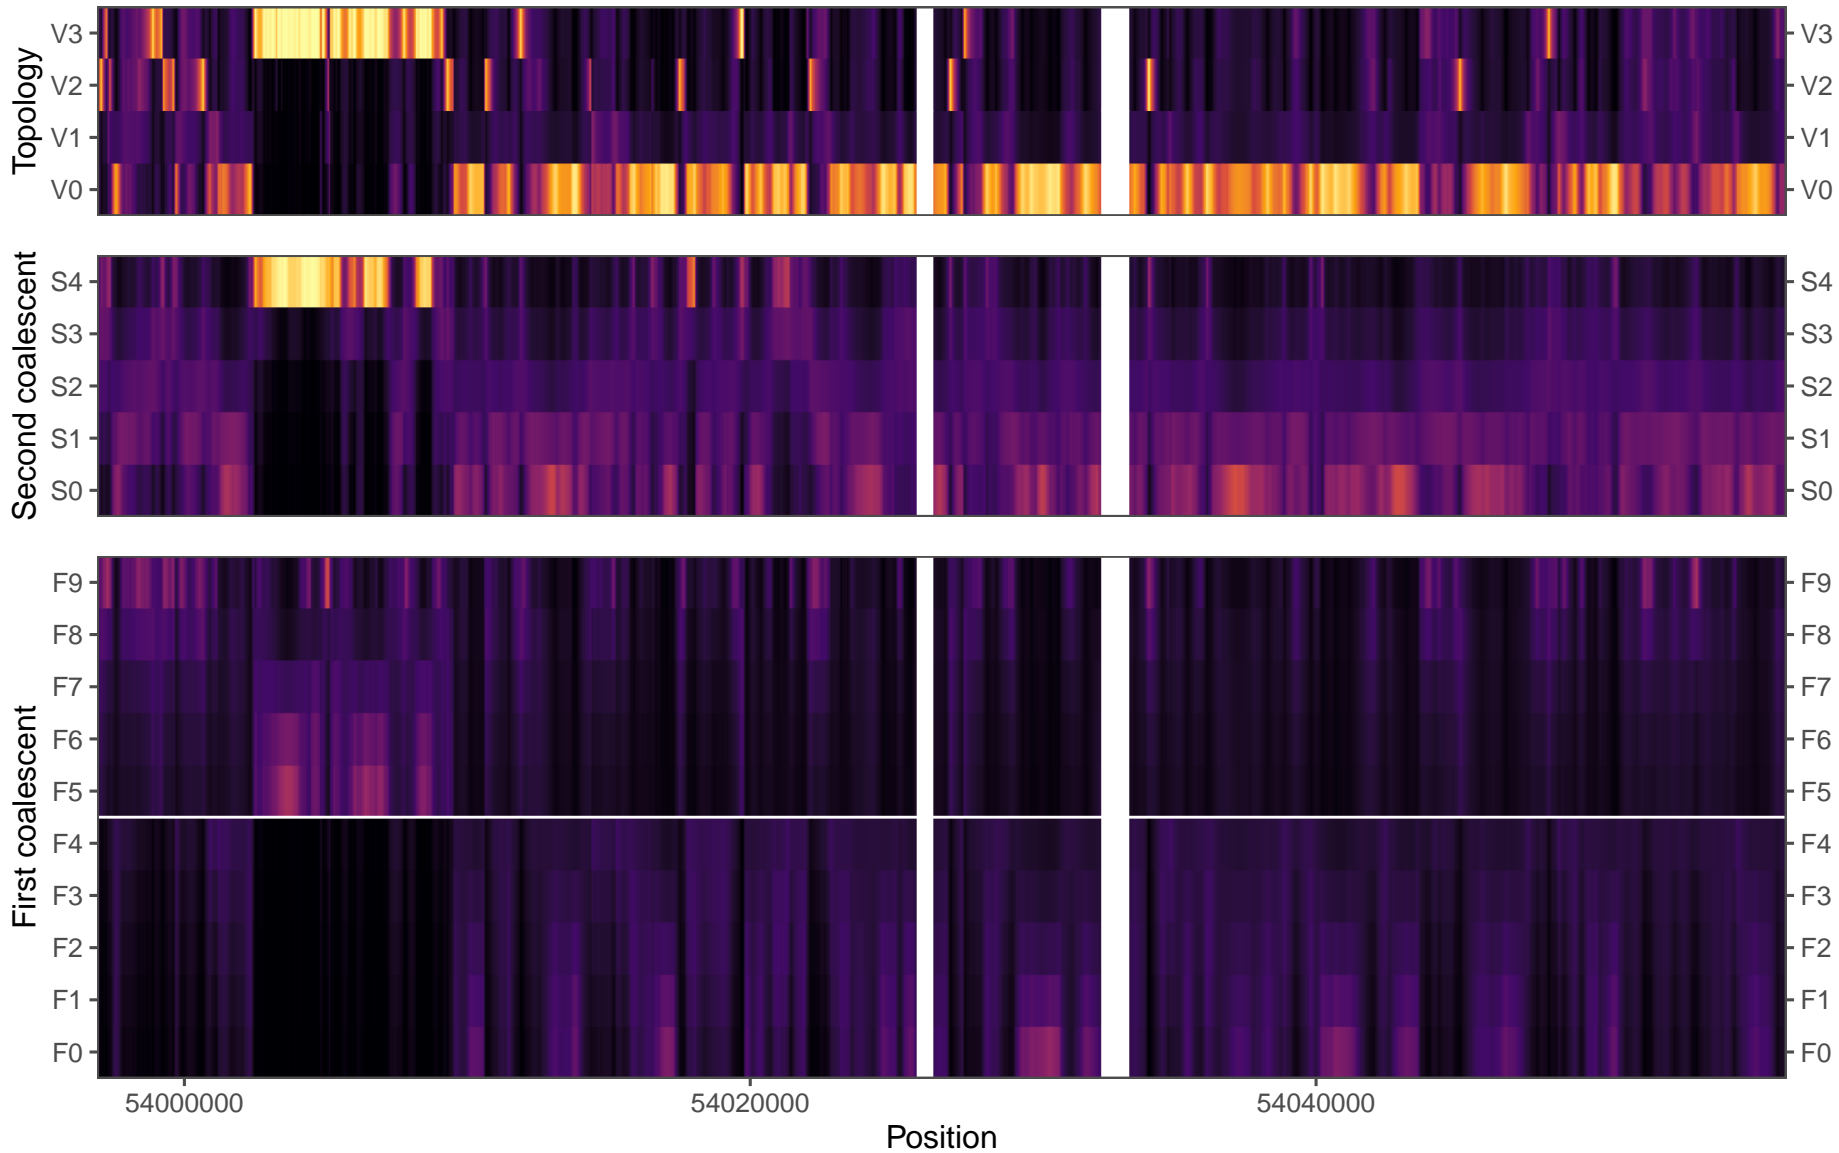 Topology
V3
V2
V1
V0
V3
V2
V1
V0
Second coalescent
S4
S3
S2
S1
S0
S4
S3
S2
S1
S0
First coalescent
F9
F8
F7
F6
F5
F4
F3
F2
F1
F0
F9
F8
F7
F6
F5
F4
F3
F2
F1
F0
54000000
54020000
54040000
Position